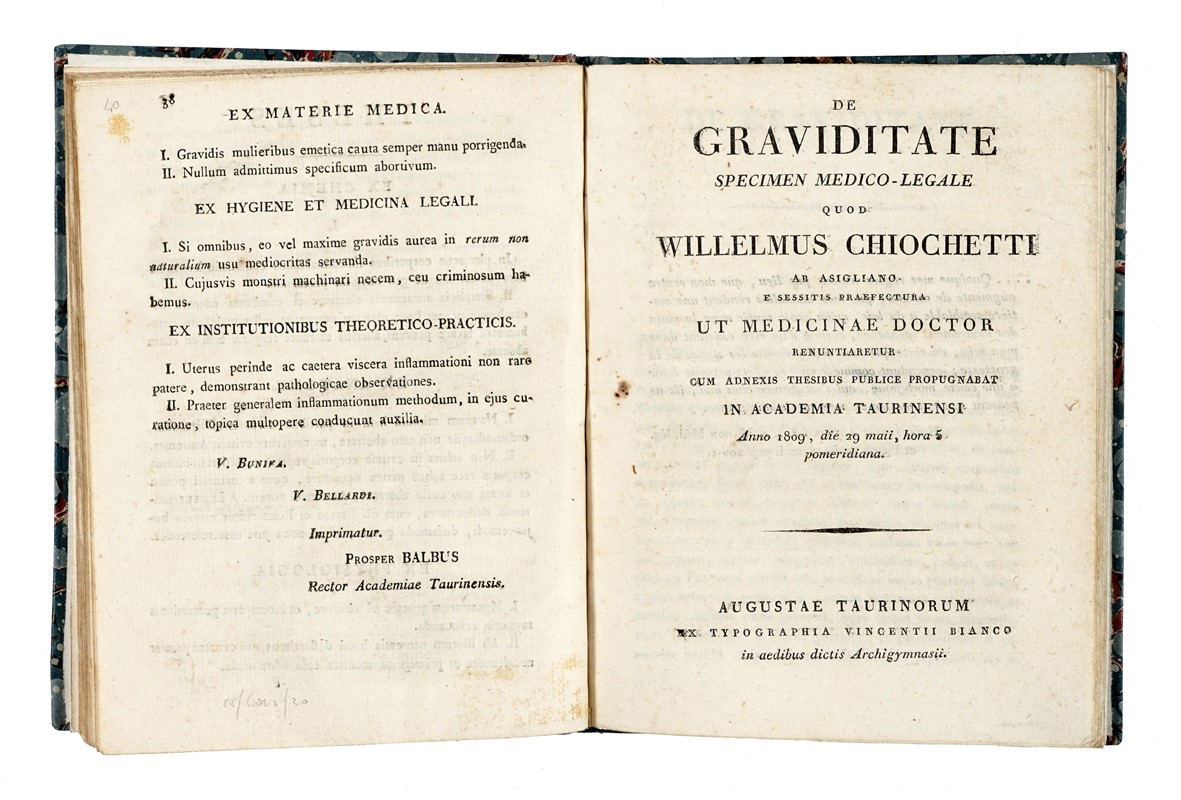 40
38
EX MATERIE MEDICA.
I. Gravidis mulieribus emetica cauta semper manu porrigenda.
II. Nullum admittimus specificum abortivum.
EX HYGIENE ET MEDICINA LEGALI.
I. Si omnibus, eo vel maxime gravidis aurea in rerum non
naturalium usu mediocritas servanda.
II. Cujusvis monstri machinari necem, ceu criminosum ha-
bemus.
EX INSTITUTIONIBUS THEORETICO-PRACTICIS.
I. Uterus perinde ac caetera viscera inflammationi non raro
patere, demonstrant pathologicae observationes.
II. Praeter generalem inflammationum methodum, in ejus cu-
ratione, topica multopere conducunt auxilia.
V. BUNIVA.
V. BELLARDI.
Imprimatur.
PROSPER BALBUS
Rector Academiae Taurinensis.
DE
GRAVIDITATE
SPECIMEN MEDICO-LEGALE
QUOD
WILLELMUS CHIOCHETTI
AB ASIGLIANO
E SESSITIS PRAEFECTURA
UT MEDICINAE DOCTOR
RENUNTIARETUR
CUM ADNEXIS THESIBUS PUBLICE PROPUGNABAT
IN ACADEMIA TAURINENSI
Anno 1809, die 29 maii, hora 5
pomeridiana.
AUGUSTAE TAURINORUM
EX TYPOGRAPHIA VINCENTII BIANCO
in aedibus dictis Archigymnasii.